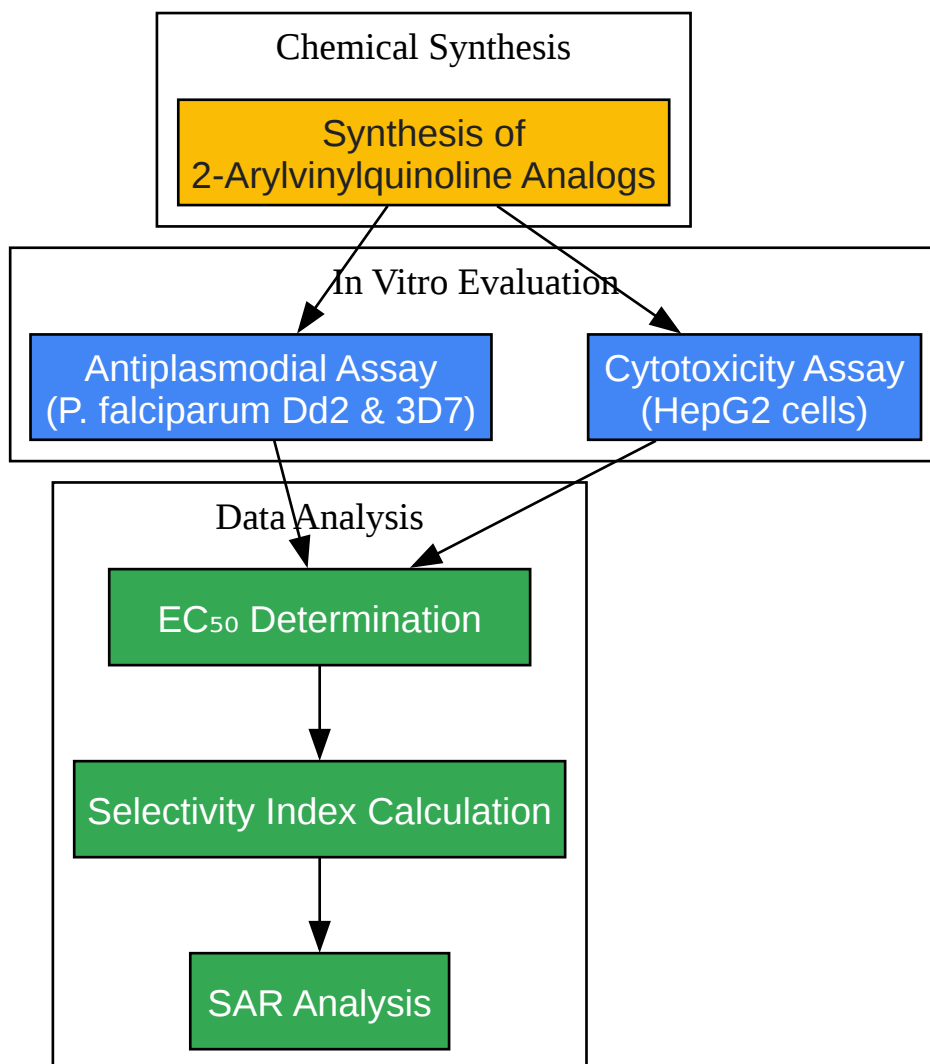 Chemical Synthesis
Synthesis of
2-Arylvinylquinoline Analogs
In Vitro Evaluation
Antiplasmodial Assay
(P. falciparum Dd2 & 3D7)
Cytotoxicity Assay
(HepG2 cells)
Data Analysis
EC₅₀ Determination
Selectivity Index Calculation
SAR Analysis